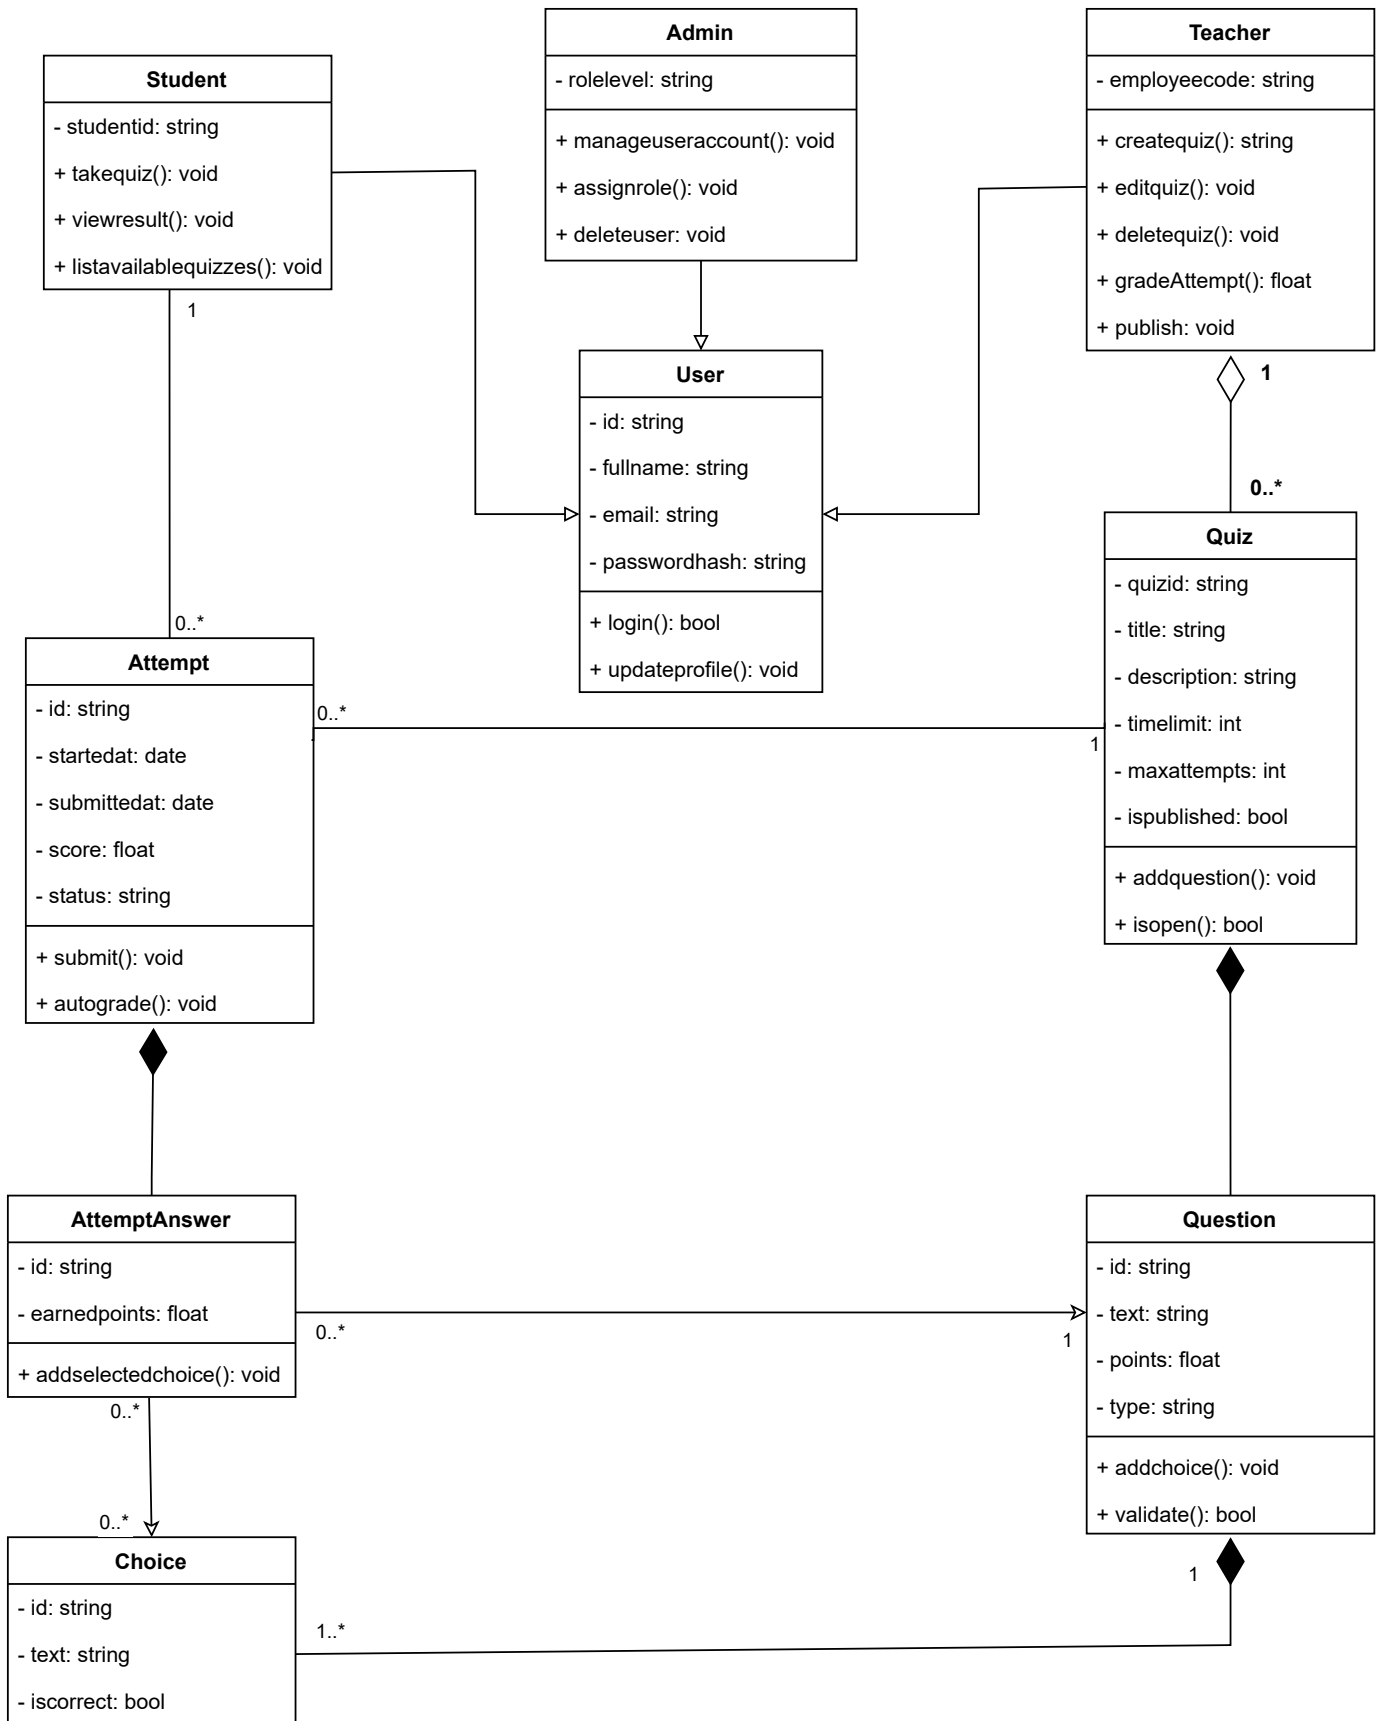 Admin
- rolelevel: string
+ manageuseraccount(): void
+ assignrole(): void
+ deleteuser: void
Teacher
- employeecode: string
+ createquiz(): string
+ editquiz(): void
+ deletequiz(): void
+ gradeAttempt(): float
+ publish: void
Student
- studentid: string
+ takequiz(): void
+ viewresult(): void
+ listavailablequizzes(): void
1
1
User
- id: string
- fullname: string
- email: string
- passwordhash: string
+ login(): bool
+ updateprofile(): void
0..*
Quiz
- quizid: string
- title: string
- description: string
- timelimit: int
- maxattempts: int
- ispublished: bool
+ addquestion(): void
+ isopen(): bool
0..*
Attempt
- id: string
- startedat: date
- submittedat: date
- score: float
- status: string
+ submit(): void
+ autograde(): void
0..*
1
AttemptAnswer
- id: string
- earnedpoints: float
+ addselectedchoice(): void
0..*
1
Question
- id: string
- text: string
- points: float
- type: string
+ addchoice(): void
+ validate(): bool
0..*
0..*
Choice
- id: string
- text: string
- iscorrect: bool
1..*
1